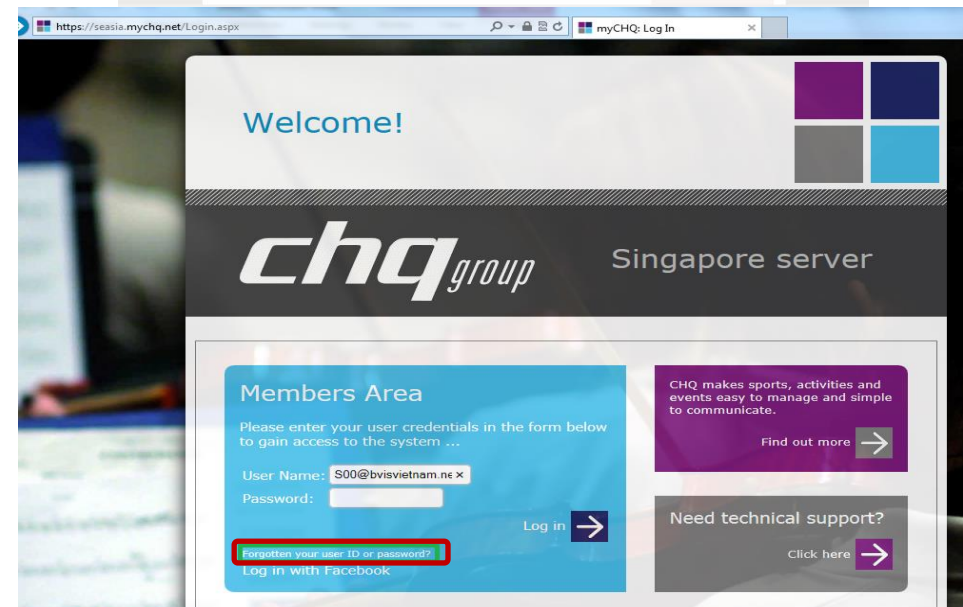 https://seasia.mychq.net/Login.aspx
myCHQ: Log In
Welcome!
chq group
Singapore server
Members Area
Please enter your user credentials in the form below
to gain access to the system ...
User Name: S00@bvisvietnam.ne
Password:
Log in
Forgotten your user ID or password?
Log in with Facebook
CHQ makes sports, activities and
events easy to manage and simple
to communicate.
Find out more
Need technical support?
Click here